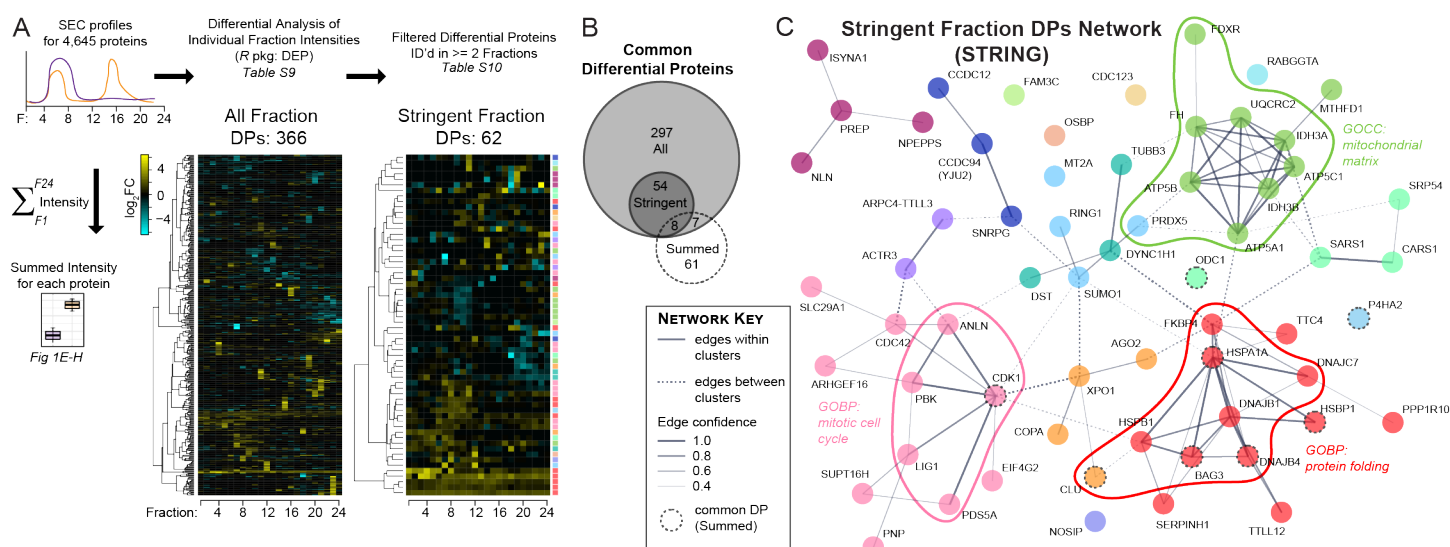 A
SEC profiles
for 4,645 proteins
F: 4 8 12 16 20 24
Differential Analysis of
Individual Fraction Intensities
(R pkg: DEP)
Table S9
Filtered Differential Proteins
ID'd in >= 2 Fractions
Table S10
All Fraction
DPs: 366
Stringent Fraction
DPs: 62
log2FC
4
0
−4
F24
∑ Intensity
F1
Summed Intensity
for each protein
Fig 1E-H
Fraction: 4 8 12 16 20 24
4 8 12 16 20 24
B
Common
Differential Proteins
297
All
54
Stringent
8
7
Summed
61
NETWORK KEY
edges within
clusters
edges between
clusters
Edge confidence
1.0
0.8
0.6
0.4
common DP
(Summed)
C
Stringent Fraction DPs Network
(STRING)
ISYNA1
PREP
NPEPPS
NLN
CCDC12
CCDC94
(YJU2)
SNRPG
FAM3C
CDC123
OSBP
MT2A
TUBB3
RING1
DYNC1H1
PRDX5
DST
SUMO1
ARPC4-TTLL3
ACTR3
FDXR
RABGGTA
UQCRC2
MTHFD1
FH
IDH3A
GOCC:
mitochondrial
matrix
ATP5C1
ATP5B
IDH3B
ATP5A1
SRP54
SARS1
CARS1
ODC1
P4HA2
SLC29A1
CDC42
ANLN
ARHGEF16
PBK
CDK1
GOBP:
mitotic cell
cycle
LIG1
SUPT16H
EIF4G2
PDS5A
PNP
AGO2
XPO1
COPA
CLU
NOSIP
FKBP4
TTC4
HSPA1A
DNAJC7
DNAJB1
HSBP1
PPP1R10
HSPB1
GOBP:
protein folding
BAG3
DNAJB4
SERPINH1
TTLL12